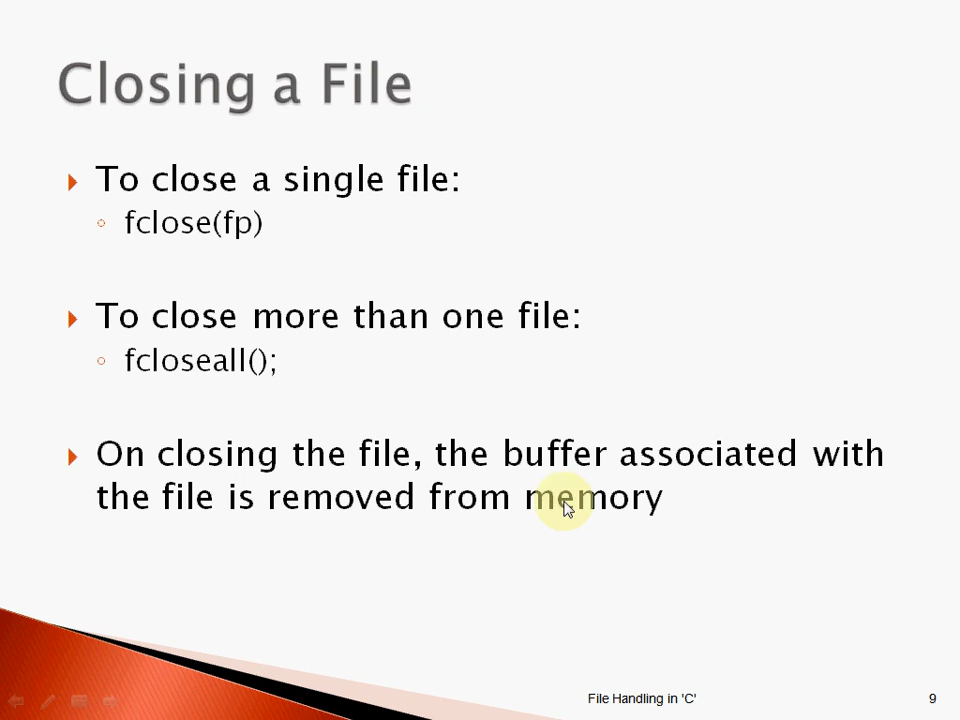 Closing a File
To close a single file:
fclose(fp)
To close more than one file:
fcloseall();
On closing the file, the buffer associated with
the file is removed from memory
File Handling in 'C'
9